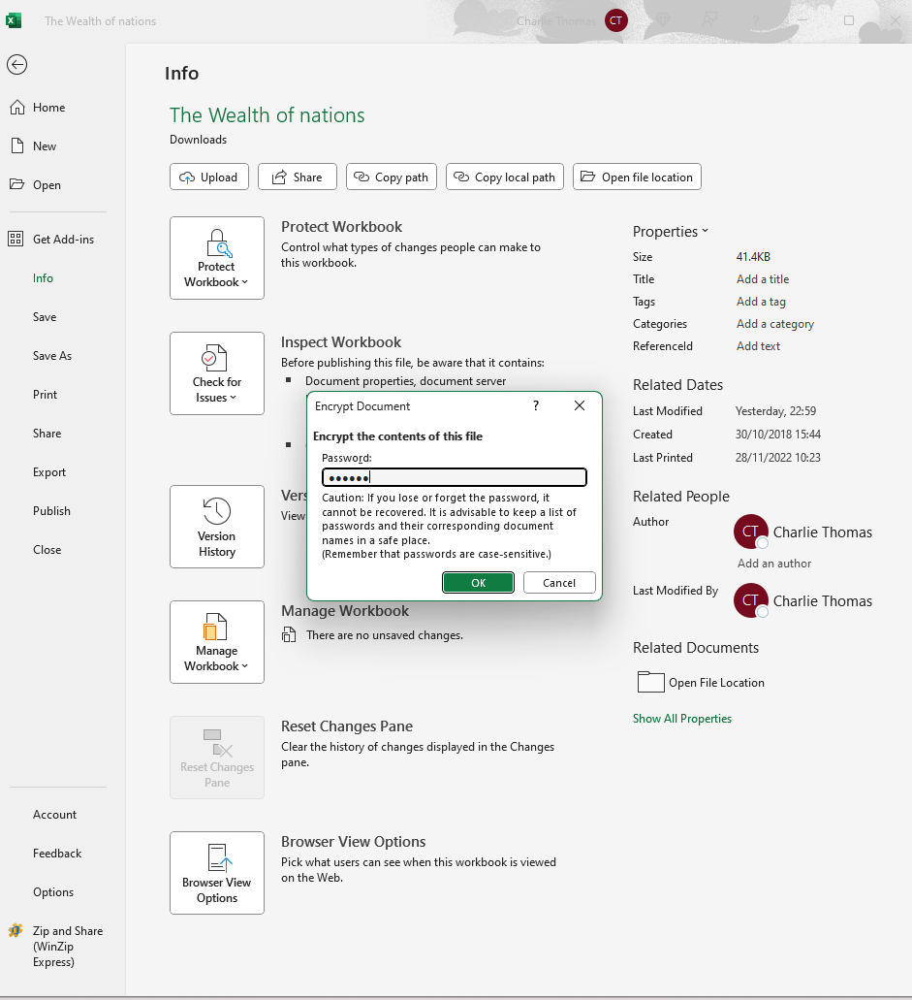 The Wealth of nations
Charlie Thomas CT
Info
Home
New
Open
Get Add-ins
Info
Save
Save As
Print
Share
Export
Publish
Close
Account
Feedback
Options
Zip and Share
(WinZip
Express)
The Wealth of nations
Downloads
Upload
Share
Copy path
Copy local path
Open file location
Protect
Workbook
Protect Workbook
Control what types of changes people can make to
this workbook.
Check for
Issues
Inspect Workbook
Before publishing this file, be aware that it contains:
Document properties, document server
Encrypt Document
?
Encrypt the contents of this file
Password:
••••••
Caution: If you lose or forget the password, it
cannot be recovered. It is advisable to keep a list of
passwords and their corresponding document
names in a safe place.
(Remember that passwords are case-sensitive.)
OK
Cancel
Version
History
Manage
Workbook
Manage Workbook
There are no unsaved changes.
Reset Changes
Pane
Reset Changes Pane
Clear the history of changes displayed in the Changes
pane.
Browser View
Options
Browser View Options
Pick what users can see when this workbook is viewed
on the Web.
Properties
Size 41.4KB
Title Add a title
Tags Add a tag
Categories Add a category
ReferenceId Add text
Related Dates
Last Modified Yesterday, 22:59
Created 30/10/2018 15:44
Last Printed 28/11/2022 10:23
Related People
Author
CT Charlie Thomas
Add an author
Last Modified By
CT Charlie Thomas
Related Documents
Open File Location
Show All Properties